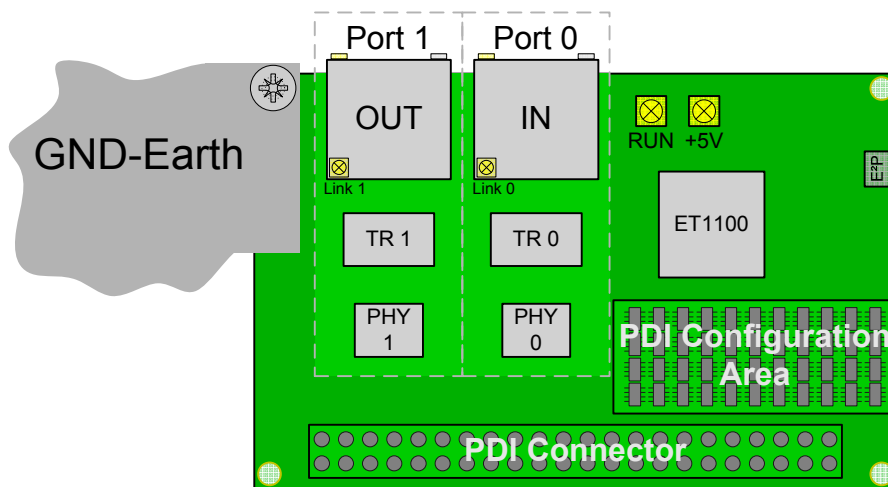 Port 1
Port 0
OUT
IN
GND-Earth
RUN
+5V
Link 1
Link 0
E²P
TR 1
TR 0
ET1100
PHY
1
PHY
0
PDI Configuration
Area
PDI Connector